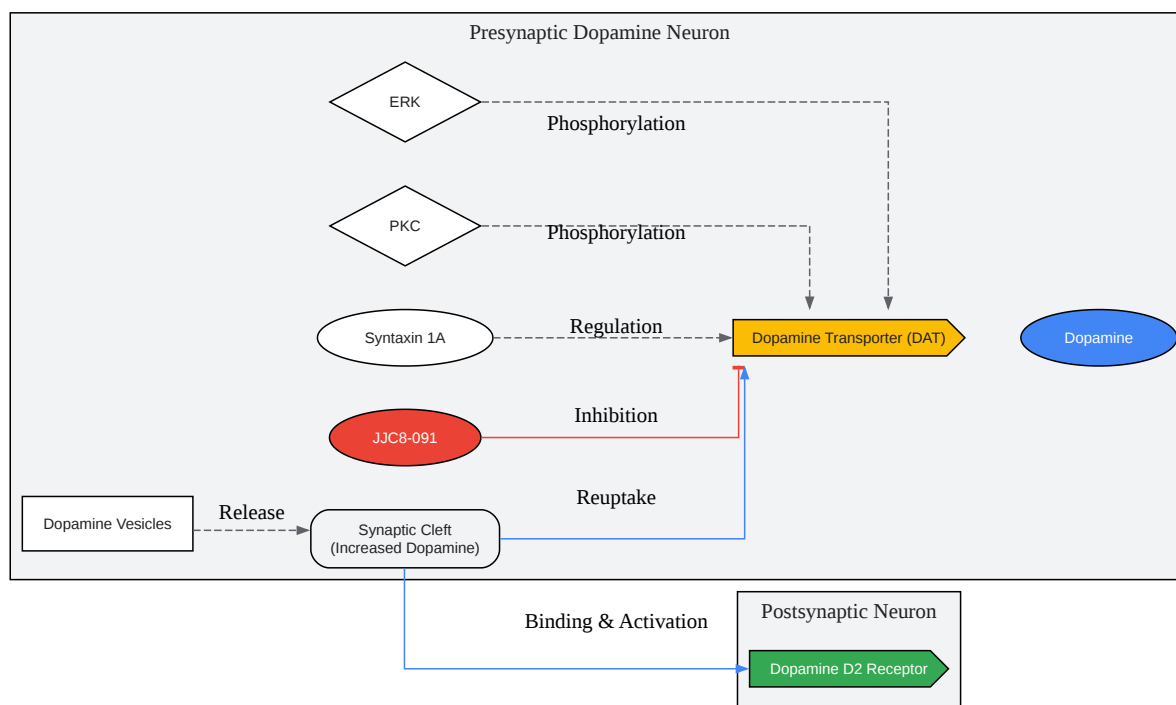 Presynaptic Dopamine Neuron
ERK
Phosphorylation
PKC
Phosphorylation
Syntaxin 1A
Regulation
Dopamine Transporter (DAT)
Dopamine
JJC8-091
Inhibition
Reuptake
Dopamine Vesicles
Release
Synaptic Cleft
(Increased Dopamine)
Binding & Activation
Postsynaptic Neuron
Dopamine D2 Receptor